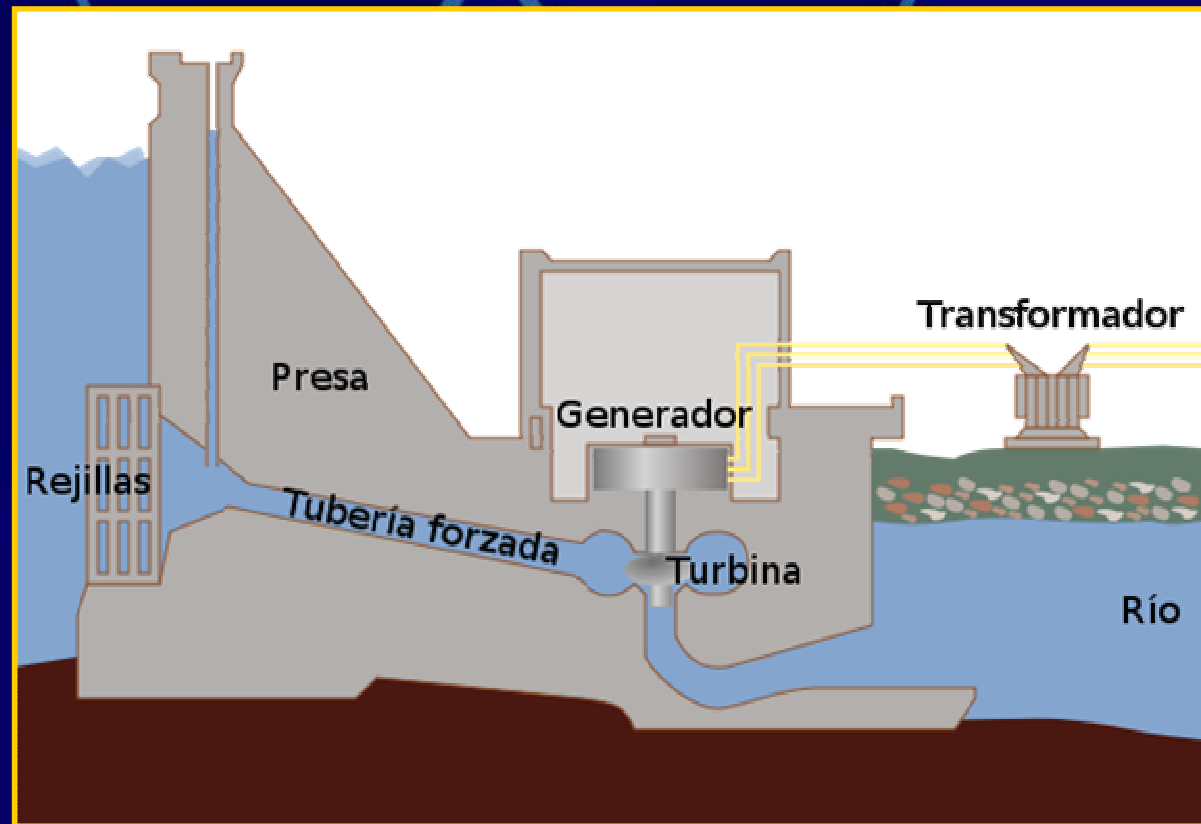 Transformador
Presa
Generador
Rejillas
Tubería forzada
Turbina
Río